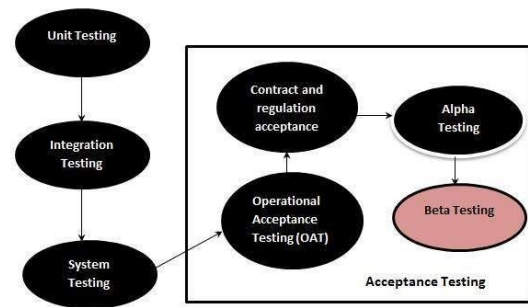 Unit Testing
Integration
Testing
System
Testing
Operational
Acceptance
Testing (OAT)
Contract and
regulation
acceptance
Alpha
Testing
Beta Testing
Acceptance Testing